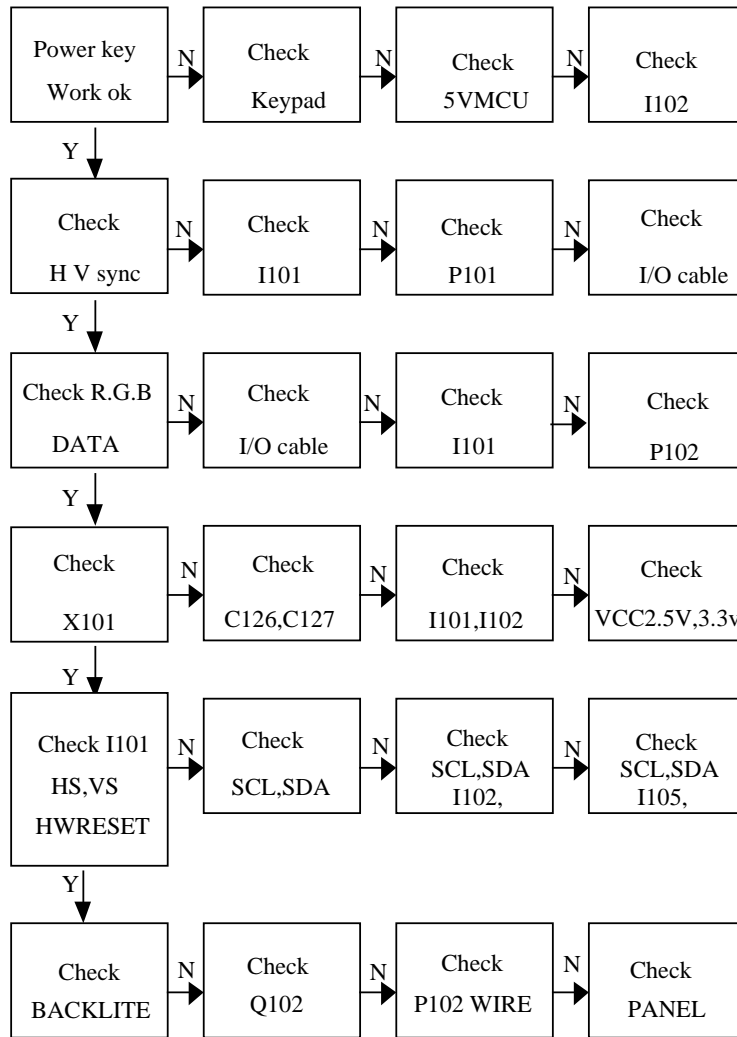 Power key
Work ok
N
Check
Keypad
N
Check
5VMCU
N
Check
I102
Y
Check
H V sync
N
Check
I101
N
Check
P101
N
Check
I/O cable
Y
Check R.G.B
DATA
N
Check
I/O cable
N
Check
I101
N
Check
P102
Y
Check
X101
N
Check
C126,C127
N
Check
I101,I102
N
Check
VCC2.5V,3.3v
Y
Check I101
HS,VS
HWRESET
N
Check
SCL,SDA
N
Check
SCL,SDA
I102,
N
Check
SCL,SDA
I105,
Y
Check
BACKLITE
N
Check
Q102
N
Check
P102 WIRE
N
Check
PANEL